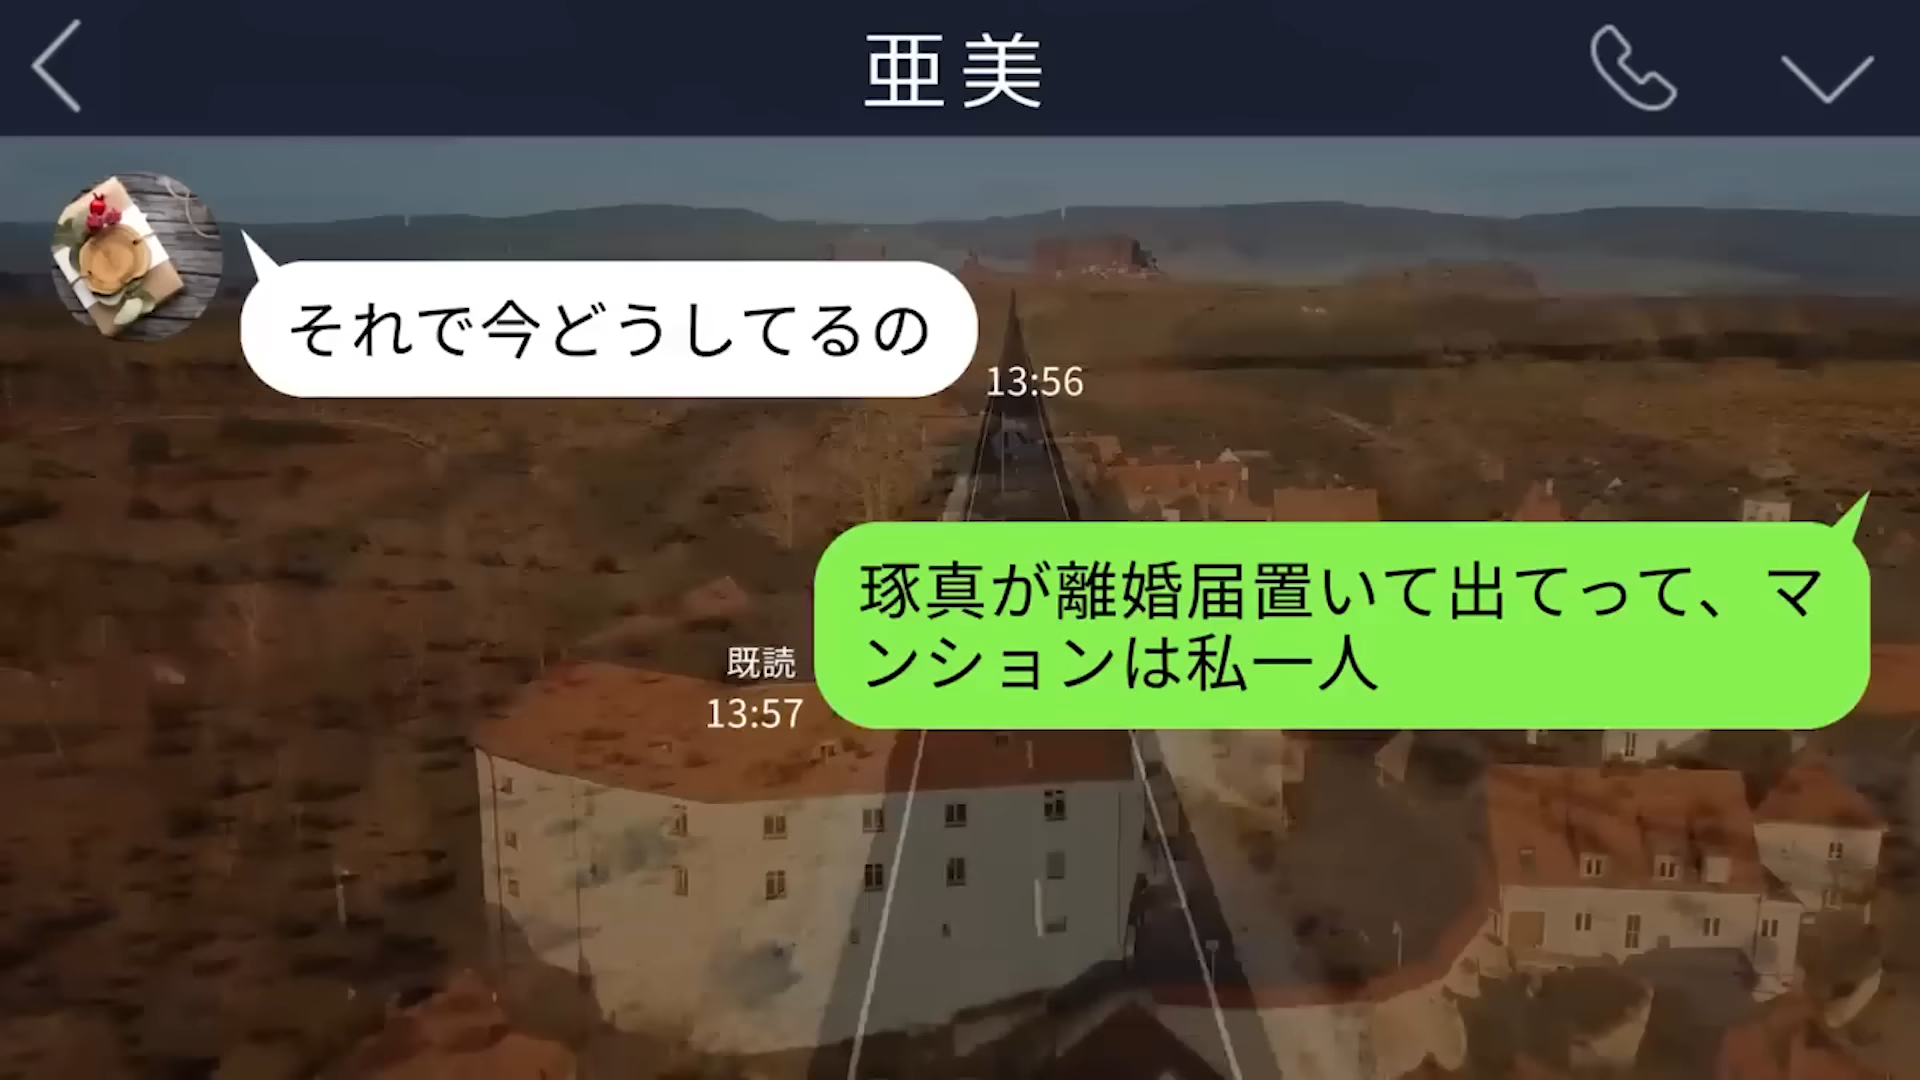 亜美
それで今どうしてるの
13:56
琢真が離婚届置いて出てって、マ
ンションは私一人
既読
13:57